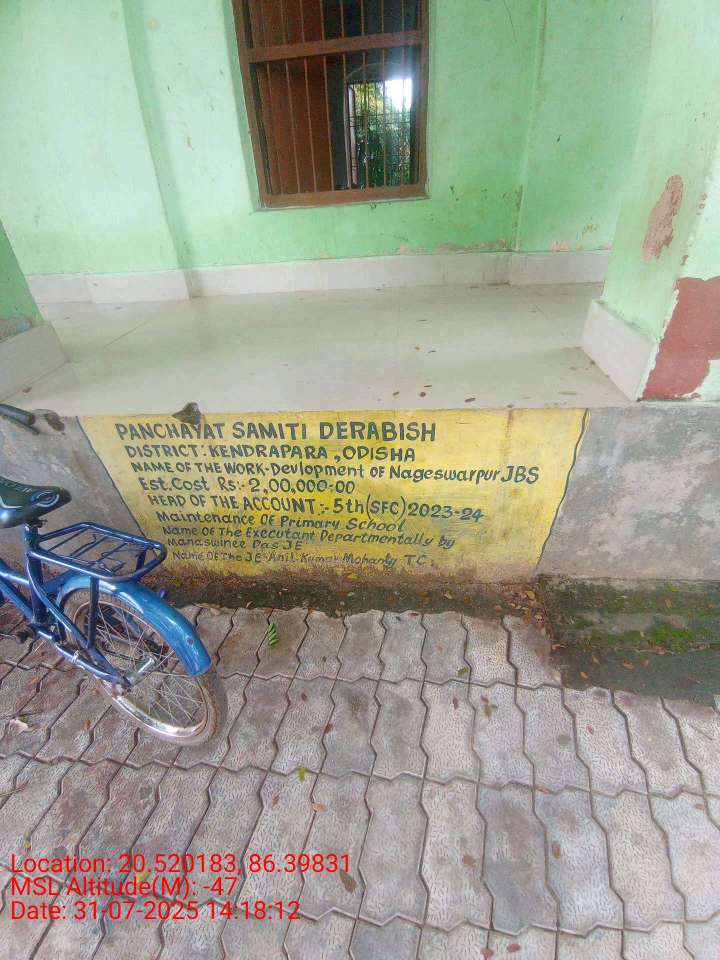 PANCHAYAT SAMITI DERABISH
DISTRICT:KENDRAPARA, ODISHA
NAME OF THE WORK-Devlopment OF Nageswarpur JBS
Est.Cost Rs:- 2,00,000-00
HEAD OF THE ACCOUNT:- 5th(SFC) 2023-24
Maintenance OF Primary School
Name OF The Executant Departmentally by
Manaswinee Das JE
Name OF The JE-Anil Kumar Mohanty T.C.
Location: 20.520183, 86.39831
MSL Altitude(M): -47
Date: 31-07-2025 14:18:12